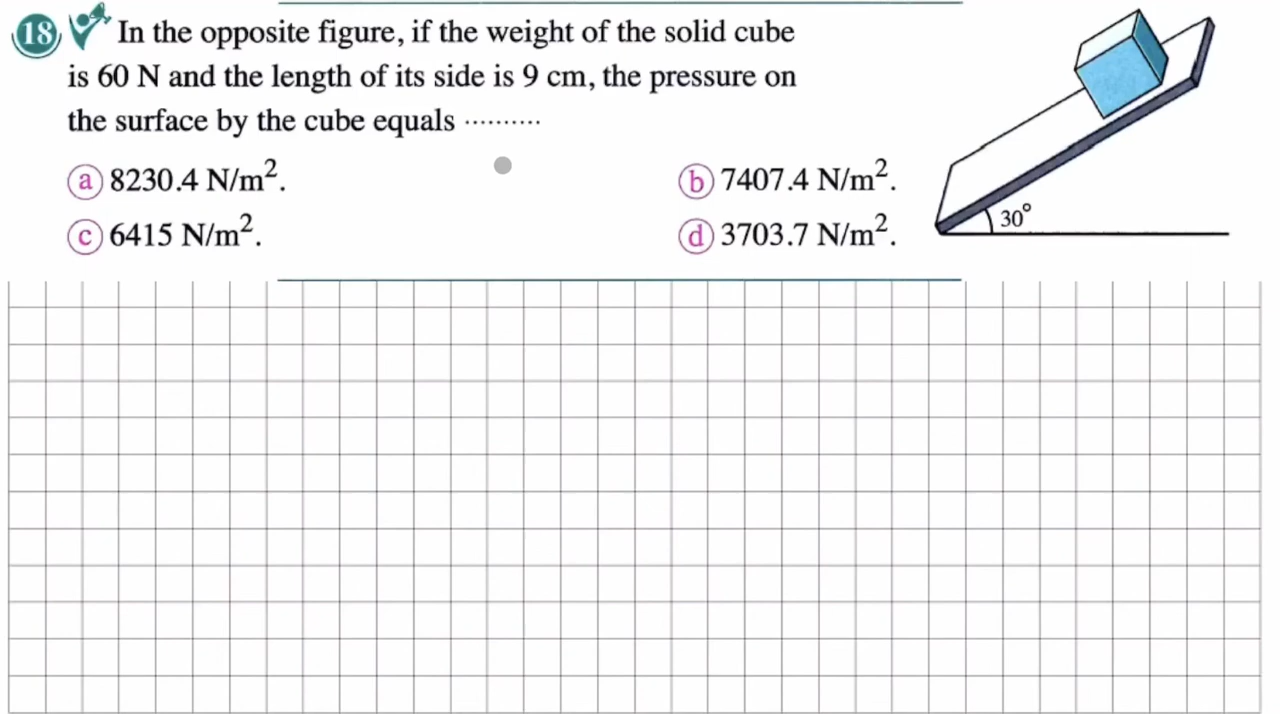 18 In the opposite figure, if the weight of the solid cube
is 60 N and the length of its side is 9 cm, the pressure on
the surface by the cube equals ··········
a 8230.4 N/m². b 7407.4 N/m².
c 6415 N/m². d 3703.7 N/m².
30°